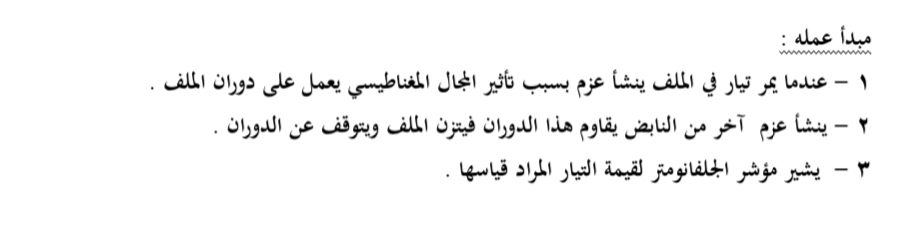 مبدأ عمله :
١ – عندما يمر تيار في الملف ينشأ عزم بسبب تأثير المجال المغناطيسي يعمل على دوران الملف .
٢ – ينشأ عزم آخر من النابض يقاوم هذا الدوران فيتزن الملف ويتوقف عن الدوران .
٣ – يشير مؤشر الجلفانومتر لقيمة التيار المراد قياسها .